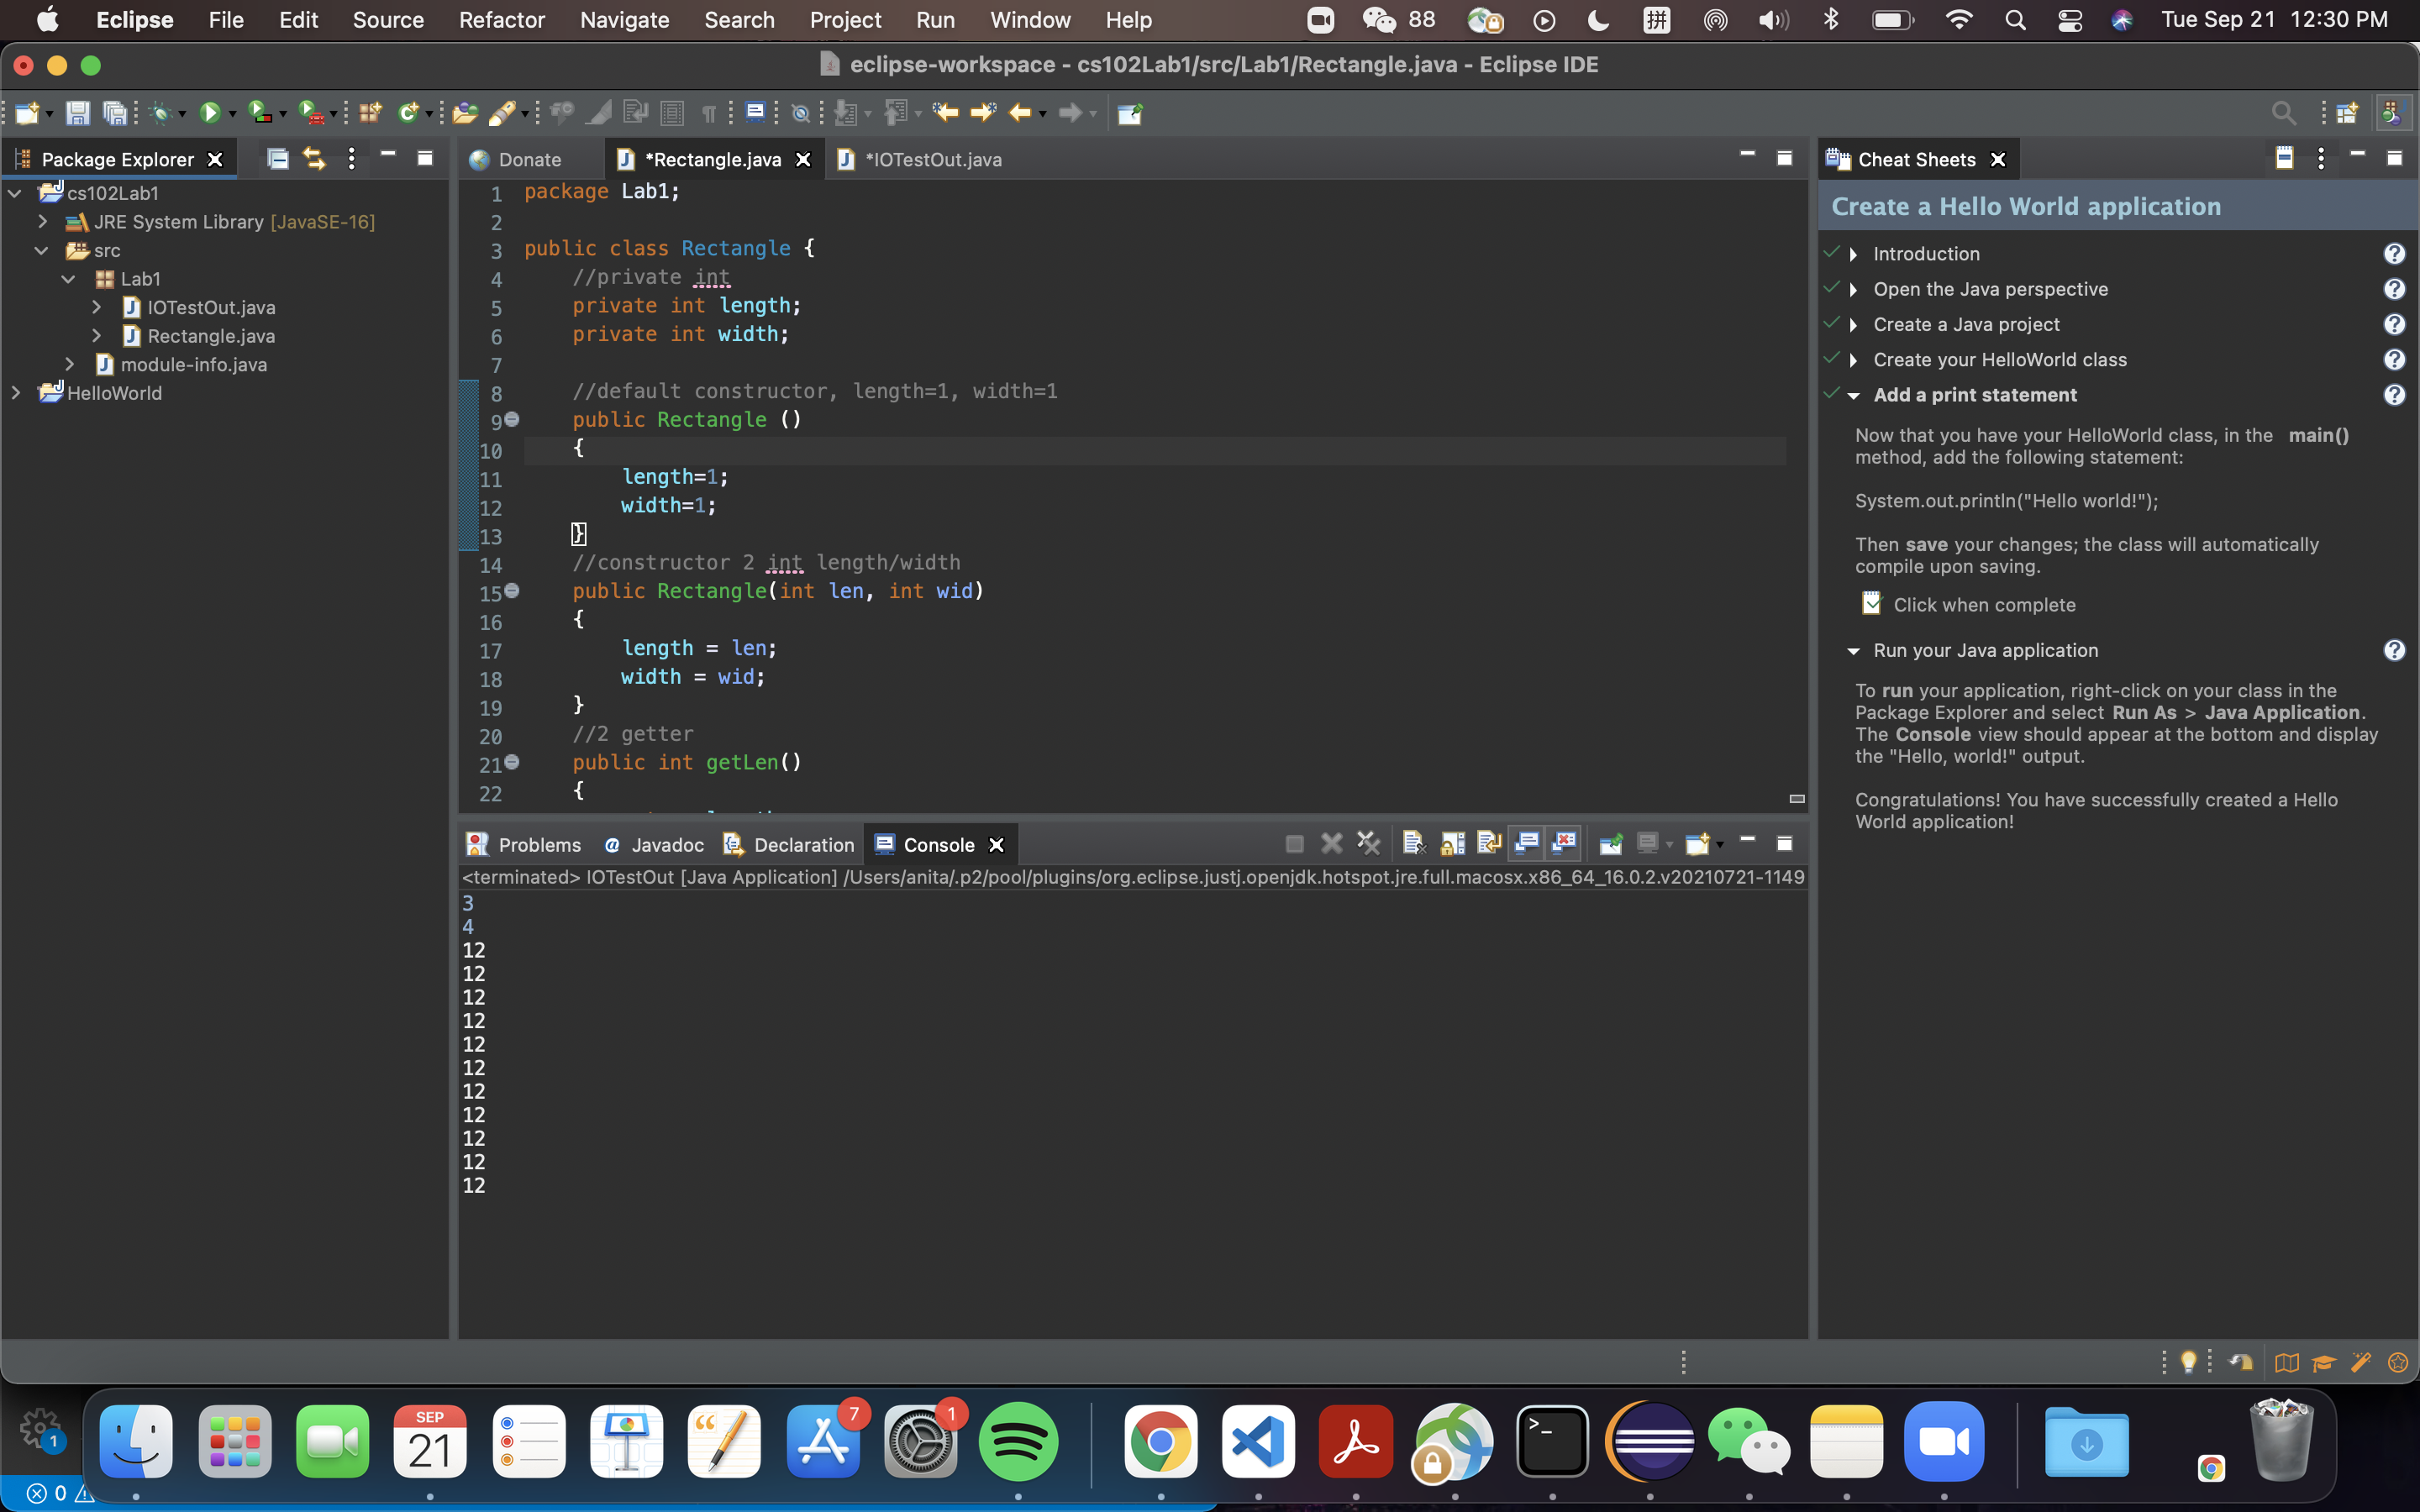 Eclipse File Edit Source Refactor Navigate Search Project Run Window Help 88 拼 Tue Sep 21 12:30 PM
eclipse-workspace - cs102Lab1/src/Lab1/Rectangle.java - Eclipse IDE
Package Explorer
cs102Lab1
JRE System Library [JavaSE-16]
src
Lab1
IOTestOut.java
Rectangle.java
module-info.java
HelloWorld
Donate *Rectangle.java *IOTestOut.java
1 package Lab1;
2
3 public class Rectangle {
4 //private int
5 private int length;
6 private int width;
7
8 //default constructor, length=1, width=1
9 public Rectangle ()
10 {
11 length=1;
12 width=1;
13 }
14 //constructor 2 int length/width
15 public Rectangle(int len, int wid)
16 {
17 length = len;
18 width = wid;
19 }
20 //2 getter
21 public int getLen()
22 {
Problems Javadoc Declaration Console
<terminated> IOTestOut [Java Application] /Users/anita/.p2/pool/plugins/org.eclipse.justj.openjdk.hotspot.jre.full.macosx.x86_64_16.0.2.v20210721-1149
3
4
12
12
12
12
12
12
12
12
12
12
12
Cheat Sheets
Create a Hello World application
Introduction
Open the Java perspective
Create a Java project
Create your HelloWorld class
Add a print statement
Now that you have your HelloWorld class, in the main()
method, add the following statement:
System.out.println("Hello world!");
Then save your changes; the class will automatically
compile upon saving.
Click when complete
Run your Java application
To run your application, right-click on your class in the
Package Explorer and select Run As > Java Application.
The Console view should appear at the bottom and display
the "Hello, world!" output.
Congratulations! You have successfully created a Hello
World application!
1
SEP
21
7
1
0